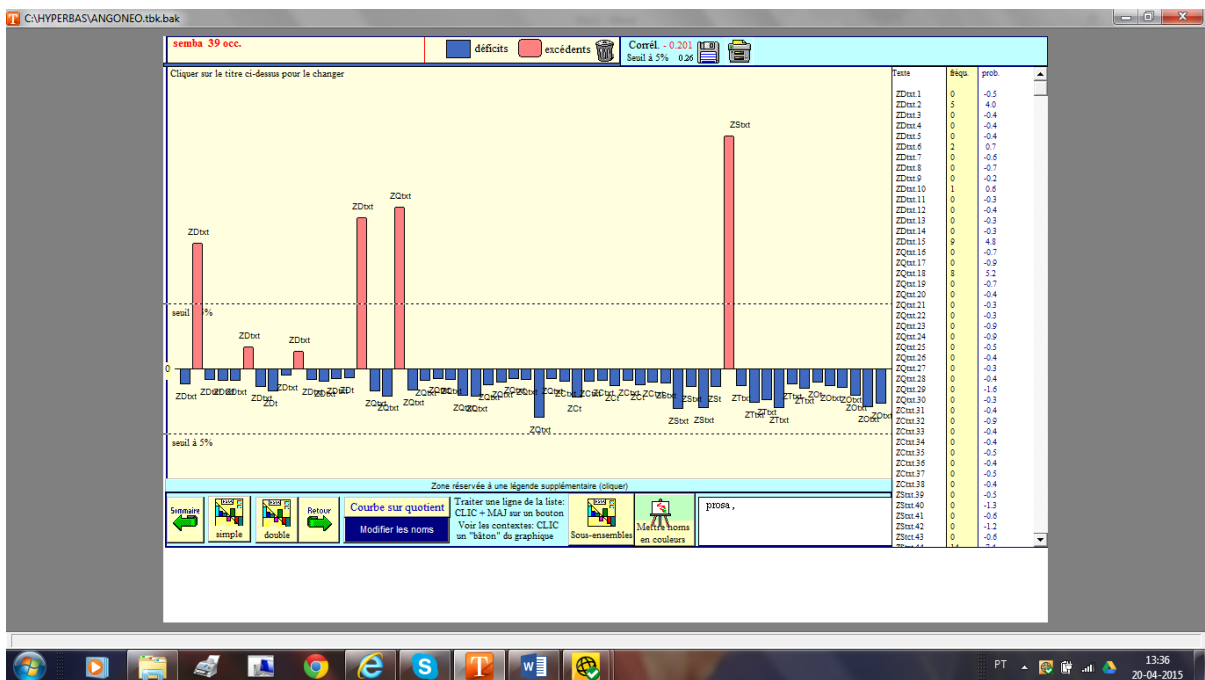 C:\HYPERBAS\ANGONEO.tbk.bak
semba 39 occ.
déficits excédents
Corrél. - 0.201
Seuil à 5% 0.26
Cliquer sur le titre ci-dessus pour le changer
ZStxt
ZQtxt
ZDtxt
ZDtxt
seuil 5%
ZDtxt
ZDtxt
0
ZDtxt
ZQtxt
seuil à 5%
Zone réservée à une légende supplémentaire (cliquer)
Sommaire
simple
double
Retour
Courbe sur quotient
Modifier les noms
Traiter une ligne de la liste:
CLIC + MAJ sur un bouton
Voir les contextes: CLIC
un "bâton" du graphique
Sous-ensembles
Mettre noms
en couleurs
prosa ,
Texte fréqu. prob.
ZDtxt.1 0 -0.5
ZDtxt.2 5 4.0
ZDtxt.3 0 -0.4
ZDtxt.4 0 -0.4
ZDtxt.5 0 -0.4
ZDtxt.6 2 0.7
ZDtxt.7 0 -0.6
ZDtxt.8 0 -0.7
ZDtxt.9 0 -0.2
ZDtxt.10 1 0.6
ZDtxt.11 0 -0.3
ZDtxt.12 0 -0.4
ZDtxt.13 0 -0.3
ZDtxt.14 0 -0.3
ZDtxt.15 9 4.8
ZQtxt.16 0 -0.7
ZQtxt.17 0 -0.9
ZQtxt.18 8 5.2
ZQtxt.19 0 -0.7
ZQtxt.20 0 -0.4
ZQtxt.21 0 -0.3
ZQtxt.22 0 -0.3
ZQtxt.23 0 -0.9
ZQtxt.24 0 -0.9
ZQtxt.25 0 -0.5
ZQtxt.26 0 -0.4
ZQtxt.27 0 -0.3
ZQtxt.28 0 -0.4
ZQtxt.29 0 -1.6
ZQtxt.30 0 -0.3
ZCtxt.31 0 -0.4
ZCtxt.32 0 -0.9
ZCtxt.33 0 -0.4
ZCtxt.34 0 -0.4
ZCtxt.35 0 -0.5
ZCtxt.36 0 -0.4
ZCtxt.37 0 -0.5
ZCtxt.38 0 -0.4
ZStxt.39 0 -0.5
ZStxt.40 0 -1.3
ZStxt.41 0 -0.6
ZStxt.42 0 -1.2
ZStct.43 0 -0.6
PT
13:36
20-04-2015